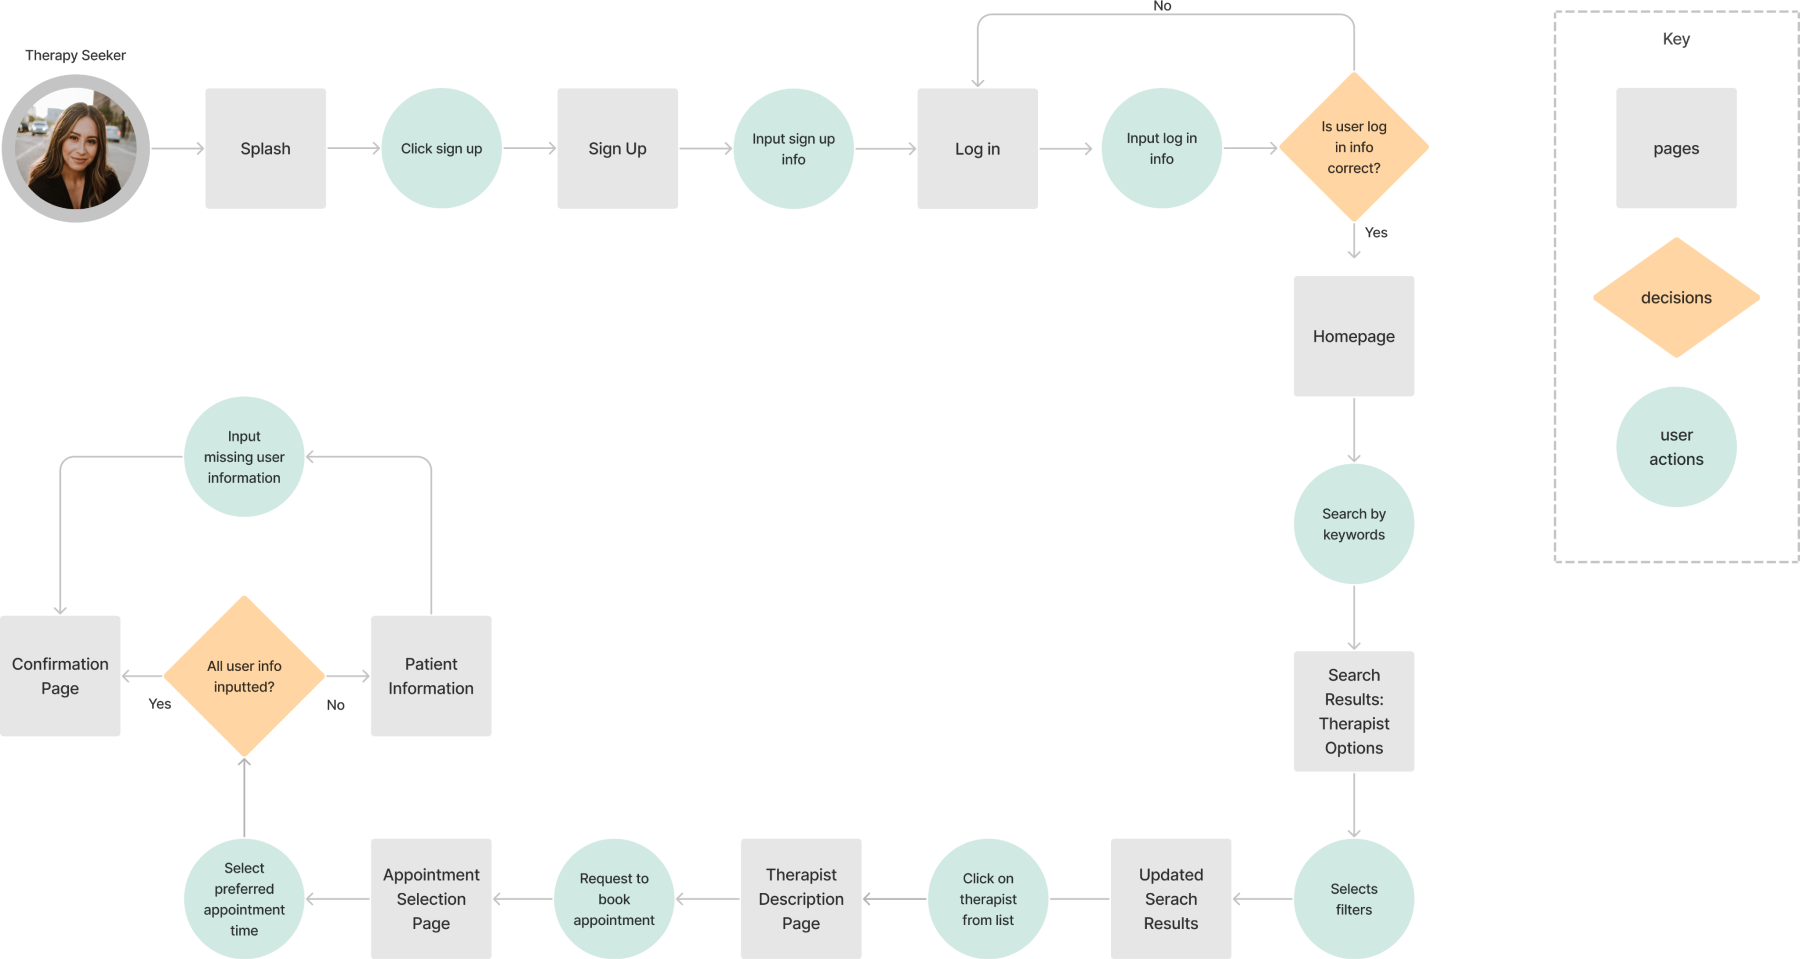 No
Therapy Seeker
Key
Splash
Click sign up
Sign Up
Input sign up
info
Log in
Input log in
info
Is user log
in info
correct?
pages
Yes
decisions
Homepage
user
actions
Input
missing user
information
Search by
keywords
Confirmation
Page
Yes
All user info
inputted?
No
Patient
Information
Search
Results:
Therapist
Options
Select
preferred
appointment
time
Appointment
Selection
Page
Request to
book
appointment
Therapist
Description
Page
Click on
therapist
from list
Updated
Serach
Results
Selects
filters